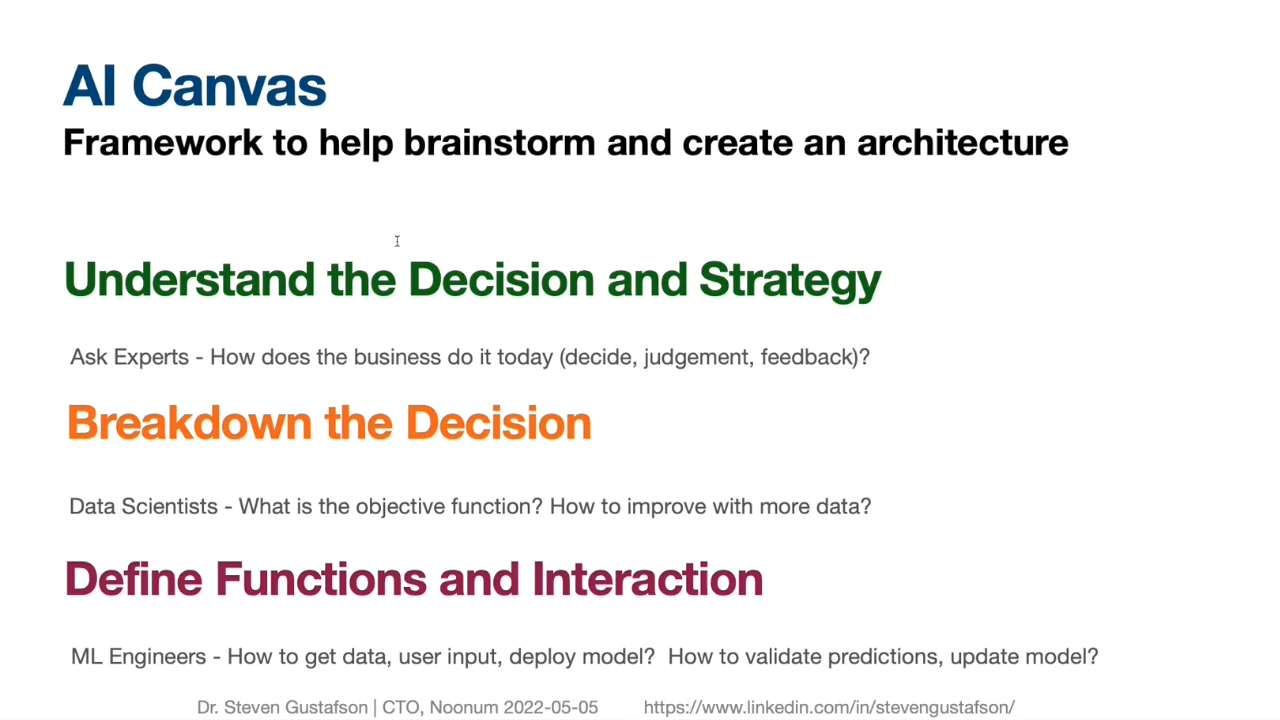 AI Canvas
Framework to help brainstorm and create an architecture
Understand the Decision and Strategy
Ask Experts - How does the business do it today (decide, judgement, feedback)?
Breakdown the Decision
Data Scientists - What is the objective function? How to improve with more data?
Define Functions and Interaction
ML Engineers - How to get data, user input, deploy model?  How to validate predictions, update model?
Dr. Steven Gustafson | CTO, Noonum 2022-05-05 https://www.linkedin.com/in/stevengustafson/